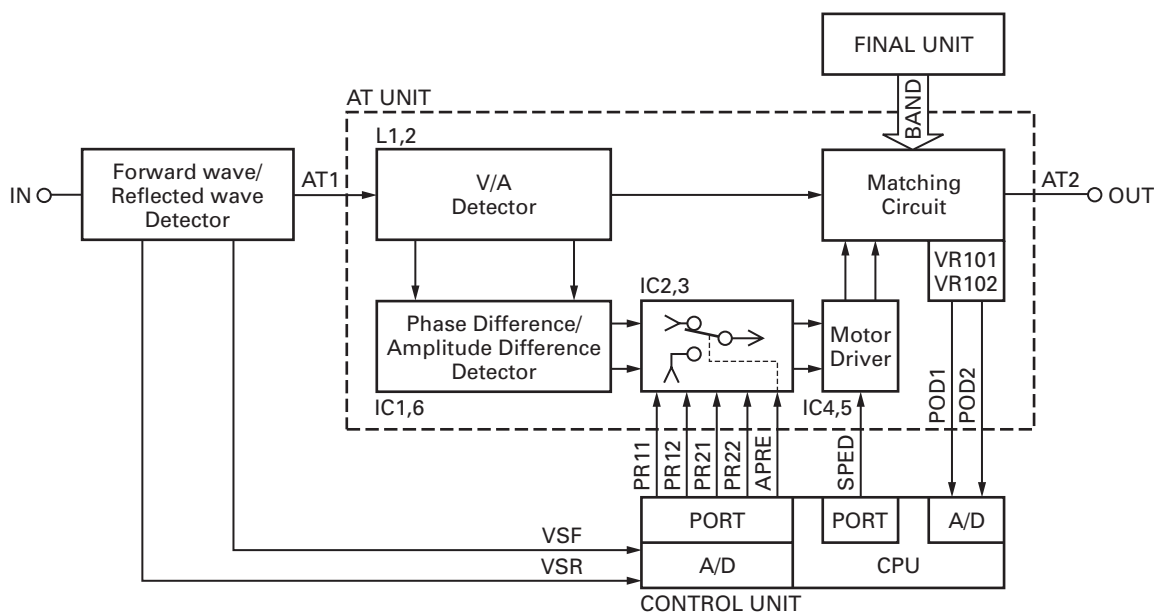 FINAL UNIT
BAND
AT UNIT
L1,2
Forward wave/
Reflected wave
Detector
IN
AT1
V/A
Detector
Matching
Circuit
AT2
OUT
VR101
VR102
IC2,3
Phase Difference/
Amplitude Difference
Detector
Motor
Driver
IC1,6
IC4,5
POD1
POD2
PR11
PR12
PR21
PR22
APRE
SPED
PORT
PORT
A/D
VSF
VSR
A/D
CPU
CONTROL UNIT